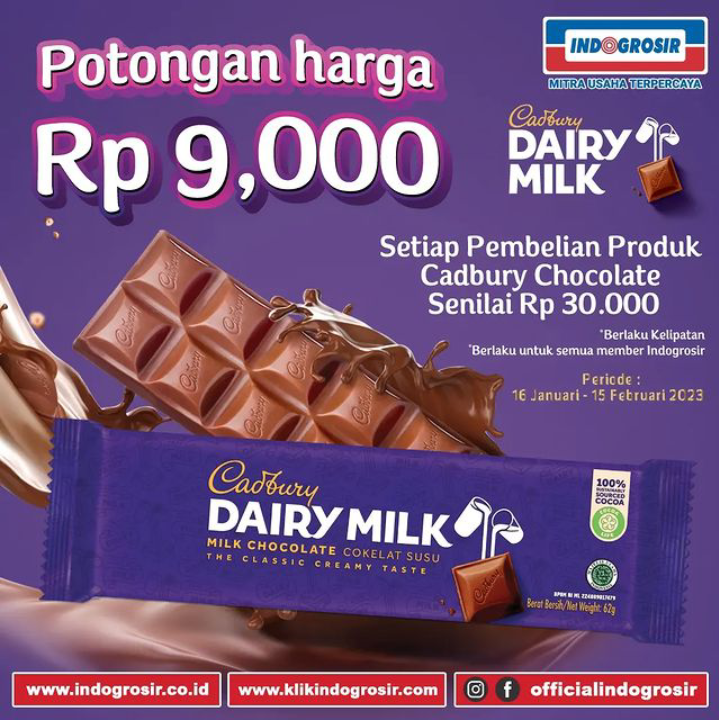 Potongan harga
Rp 9,000
INDOGROSIR
MITRA USAHA TERPERCAYA
Cadbury
DAIRY
MILK
Setiap Pembelian Produk
Cadbury Chocolate
Senilai Rp 30.000
*Berlaku Kelipatan
*Berlaku untuk semua member Indogrosir
Periode :
16 Januari - 15 Februari 2023
Cadbury
DAIRY MILK
MILK CHOCOLATE COKELAT SUSU
THE CLASSIC CREAMY TASTE
100%
SUSTAINABLY
SOURCED
COCOA
COCOA
LIFE
Berat Bersih/Net Weight: 62g
www.indogrosir.co.id
www.klikindogrosir.com
officialindogrosir